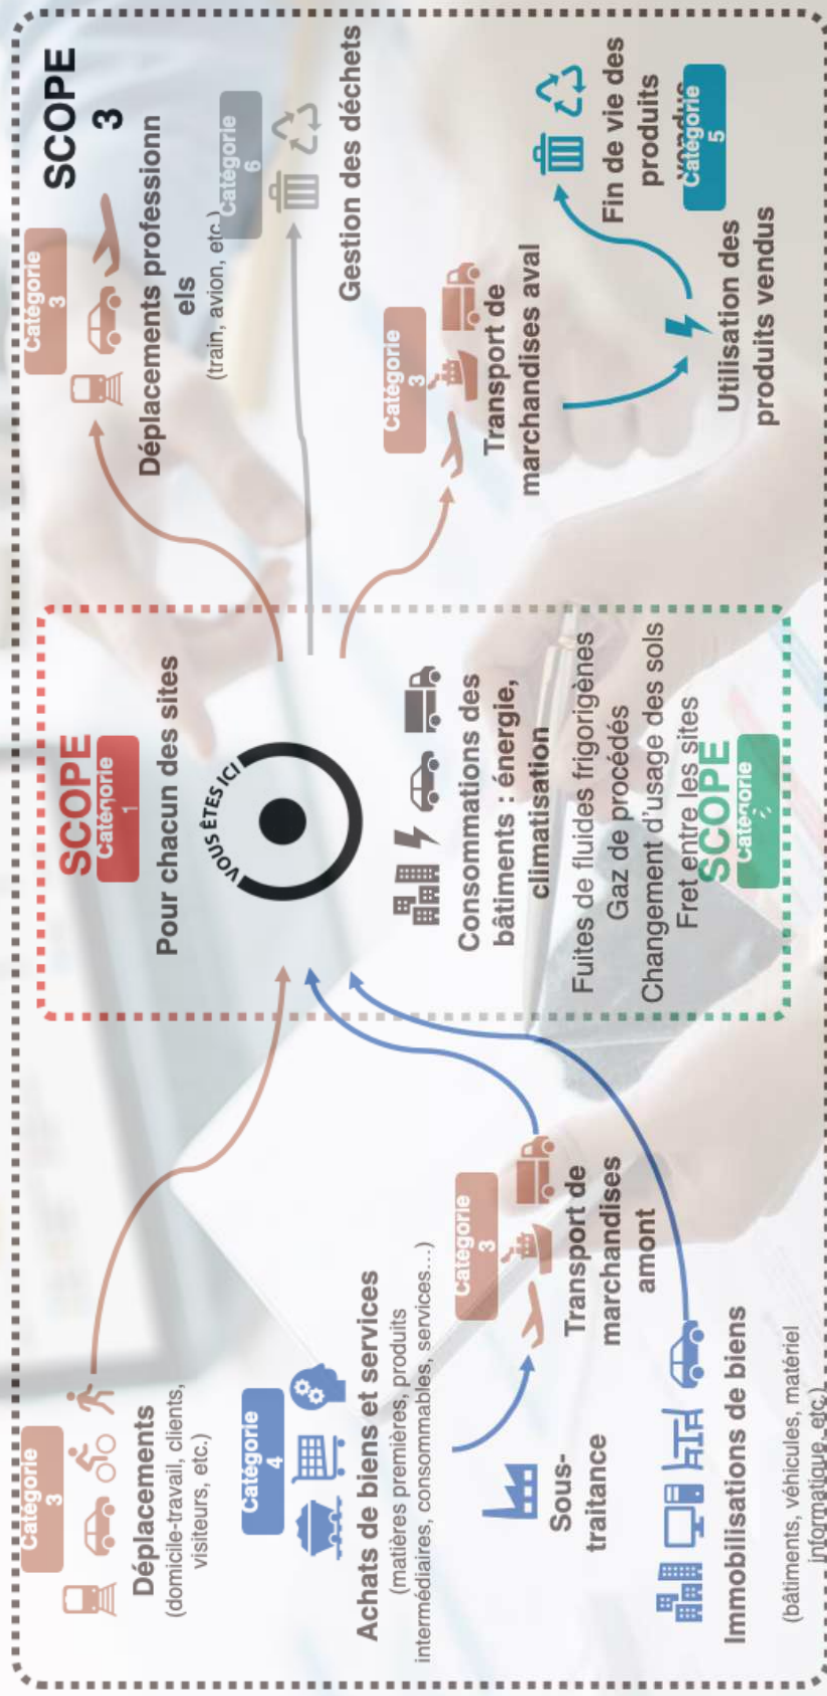 SCOPE
3
Catégorie
3
Déplacements
(domicile-travail, clients,
visiteurs, etc.)
Catégorie
4
Achats de biens et services
(matières premières, produits
intermédiaires, consommables, services...)
Sous-
traitance
Catégorie
3
Transport de
marchandises
amont
Immobilisations de biens
(bâtiments, véhicules, matériel
informatique, etc.)
SCOPE
Catégorie
1
Pour chacun des sites
VOUS ÊTES ICI
Consommations des
bâtiments : énergie,
climatisation
Fuites de fluides frigorigènes
Gaz de procédés
Changement d'usage des sols
Fret entre les sites
SCOPE
Catégorie
Catégorie
3
Déplacements professionn
els
(train, avion, etc.)
Catégorie
6
Gestion des déchets
Catégorie
3
Transport de
marchandises aval
Utilisation des
produits vendus
Fin de vie des
produits
vendus
Catégorie
5